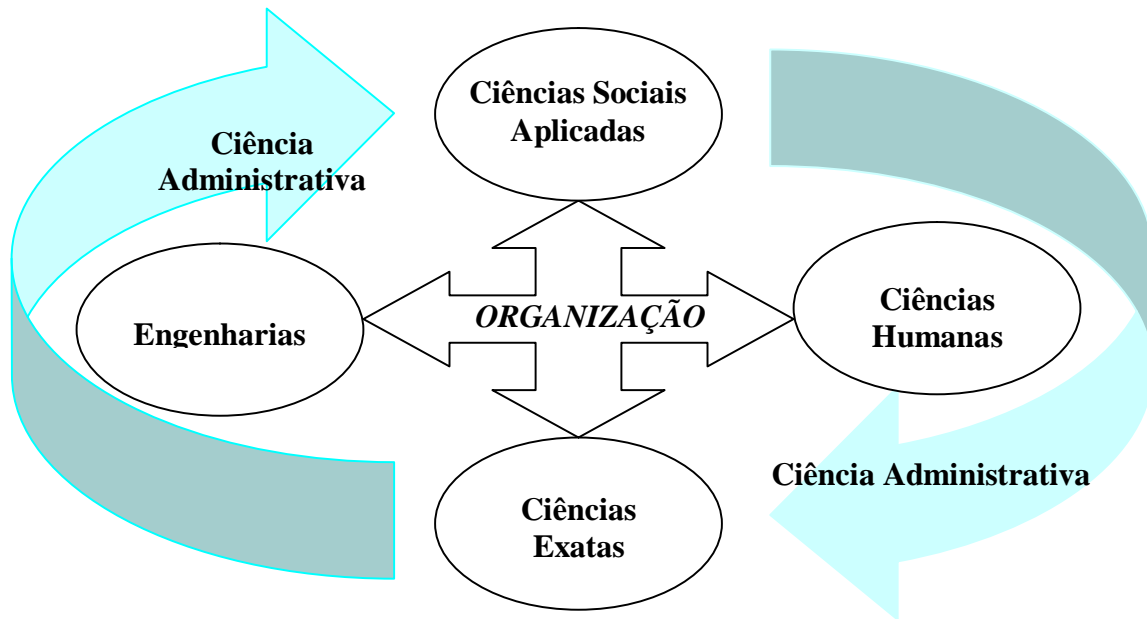 Ciências Sociais
Aplicadas
Ciência
Administrativa
Engenharias
ORGANIZAÇÃO
Ciências
Humanas
Ciência Administrativa
Ciências
Exatas